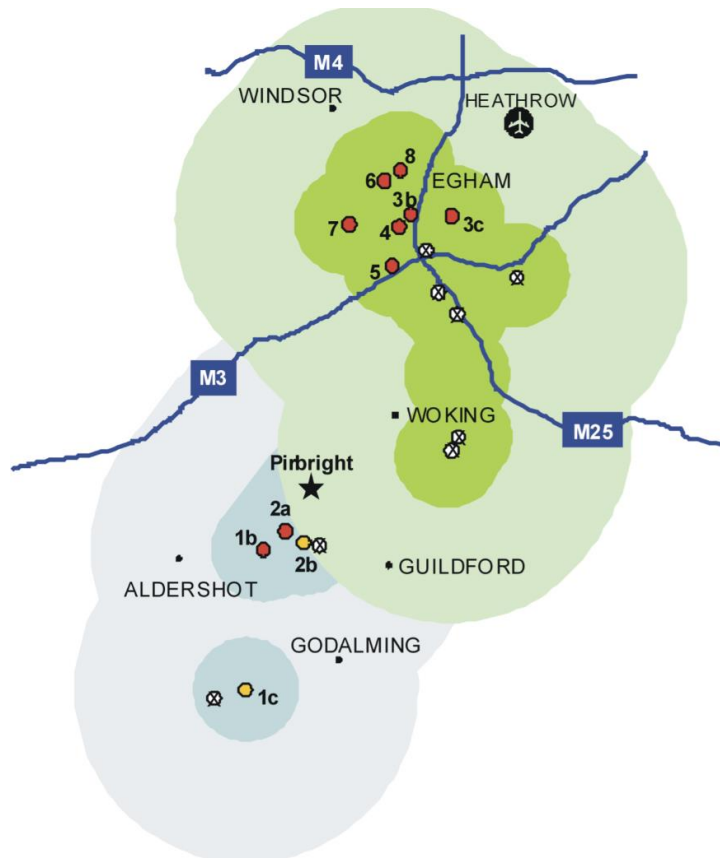 M4
WINDSOR
HEATHROW
8
6
EGHAM
3b
7
4
3c
5
M3
WOKING
M25
Pirbright
2a
1b
2b
GUILDFORD
ALDERSHOT
GODALMING
1c